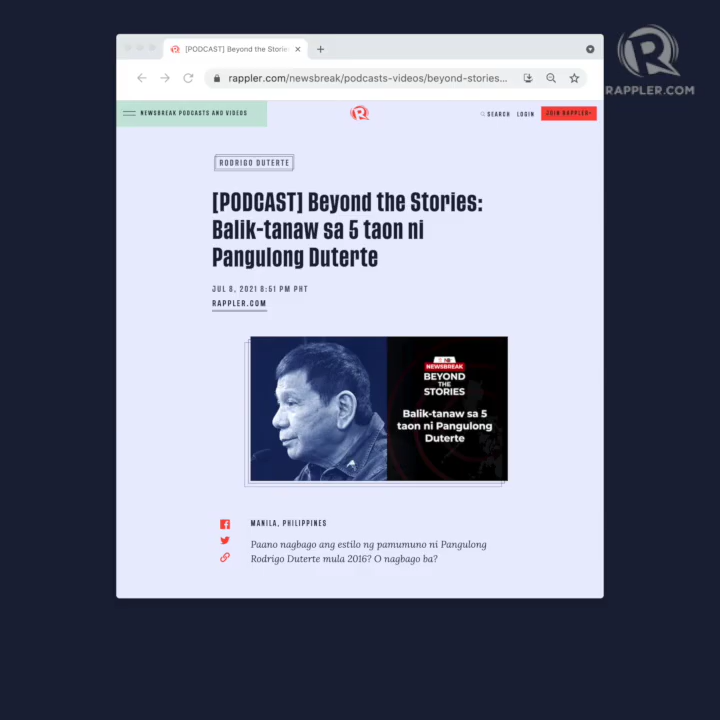 [PODCAST] Beyond the Stories
rappler.com/newsbreak/podcasts-videos/beyond-stories...
RAPPLER.COM
NEWSBREAK PODCASTS AND VIDEOS
SEARCH
LOGIN
JOIN RAPPLER+
RODRIGO DUTERTE
[PODCAST] Beyond the Stories:
Balik-tanaw sa 5 taon ni
Pangulong Duterte
JUL 8, 2021 8:51 PM PHT
RAPPLER.COM
NEWSBREAK
BEYOND
THE
STORIES
Balik-tanaw sa 5
taon ni Pangulong
Duterte
MANILA, PHILIPPINES
Paano nagbago ang estilo ng pamumuno ni Pangulong
Rodrigo Duterte mula 2016? O nagbago ba?